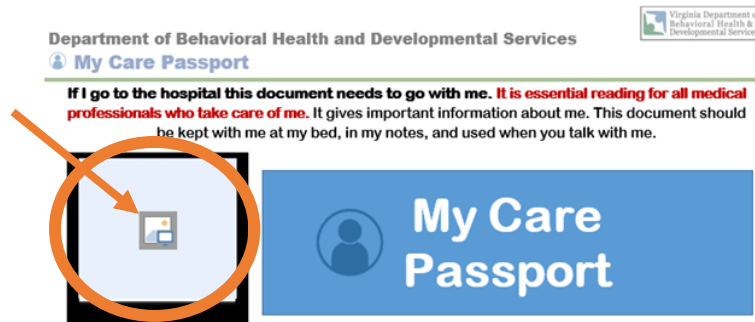 Virginia Department of
Behavioral Health &
Developmental Service
Department of Behavioral Health and Developmental Services
My Care Passport
If I go to the hospital this document needs to go with me. It is essential reading for all medical
professionals who take care of me. It gives important information about me. This document should
be kept with me at my bed, in my notes, and used when you talk with me.
My Care
Passport